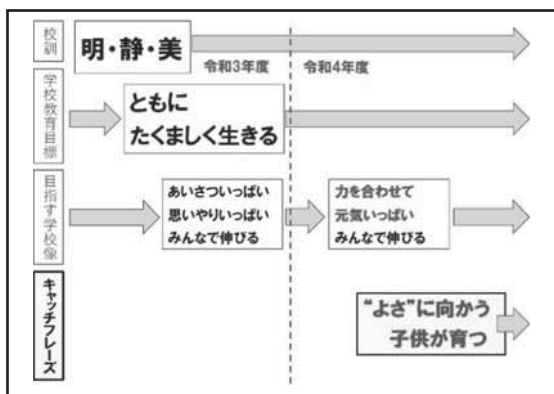 校訓
明・静・美
令和3年度
令和4年度
学校教育目標
ともに
たくましく生きる
目指す学校像
あいさついっぱい
思いやりいっぱい
みんなで伸びる
力を合わせて
元気いっぱい
みんなで伸びる
キャッチフレーズ
“よさ”に向かう
子供が育つ